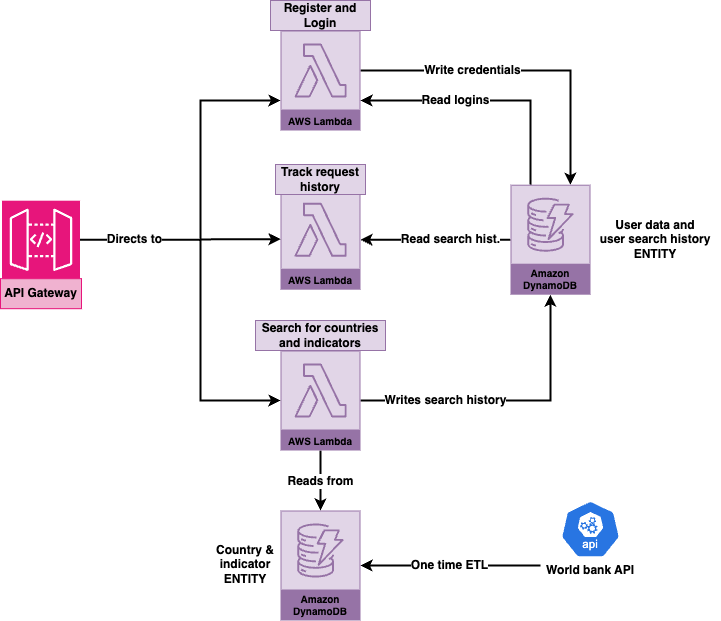 Register and
Login
AWS Lambda
Write credentials
Read logins
Track request
history
AWS Lambda
Read search hist.
API Gateway
Directs to
Amazon
DynamoDB
User data and
user search history
ENTITY
Search for countries
and indicators
AWS Lambda
Writes search history
Reads from
Country &
indicator
ENTITY
Amazon
DynamoDB
One time ETL
api
World bank API